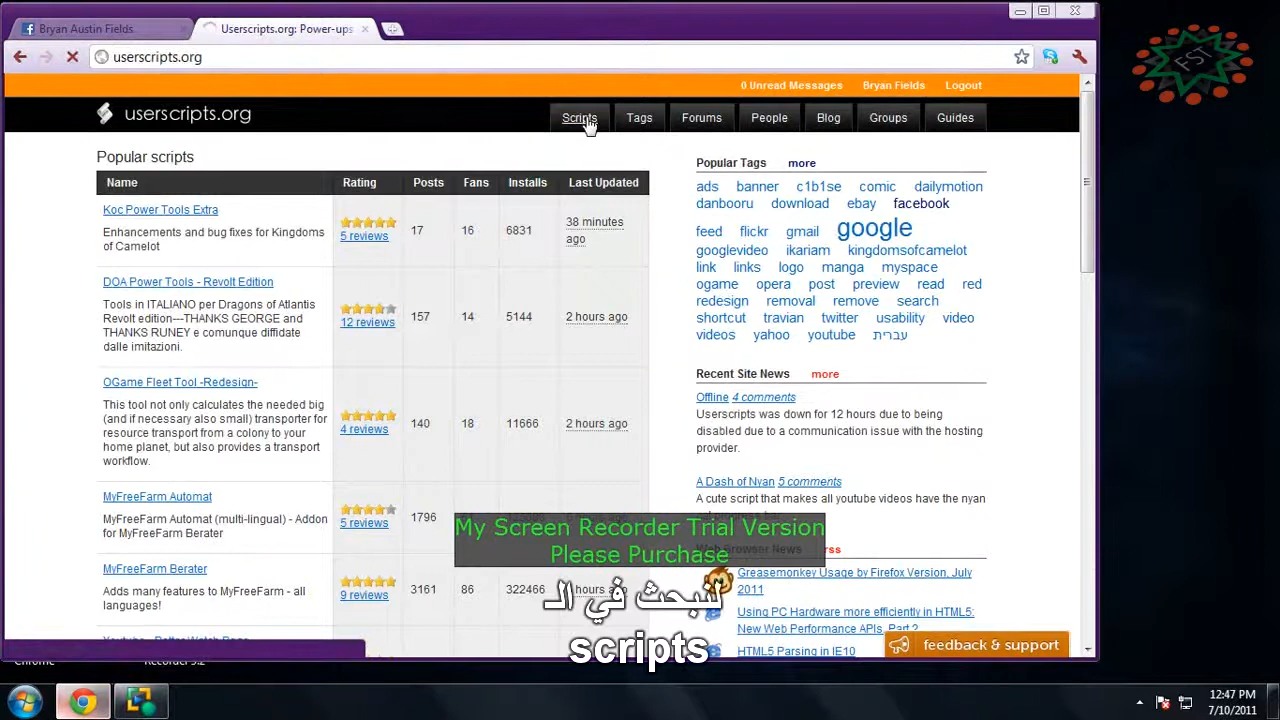 Bryan Austin Fields
Userscripts.org: Power-ups
userscripts.org
0 Unread Messages Bryan Fields Logout
userscripts.org
Scripts Tags Forums People Blog Groups Guides
Popular scripts
Name Rating Posts Fans Installs Last Updated
Koc Power Tools Extra
Enhancements and bug fixes for Kingdoms
of Camelot
5 reviews
17 16 6831
38 minutes
ago
DOA Power Tools - Revolt Edition
Tools in ITALIANO per Dragons of Atlantis
Revolt edition---THANKS GEORGE and
THANKS RUNEY e comunque diffidate
dalle imitazioni.
12 reviews
157 14 5144 2 hours ago
OGame Fleet Tool -Redesign-
This tool not only calculates the needed big
(and if necessary also small) transporter for
resource transport from a colony to your
home planet, but also provides a transport
workflow.
4 reviews
140 18 11666 2 hours ago
MyFreeFarm Automat
MyFreeFarm Automat (multi-lingual) - Addon
for MyFreeFarm Berater
5 reviews
1796
MyFreeFarm Berater
Adds many features to MyFreeFarm - all
languages!
9 reviews
3161 86 322466 hours ago
Popular Tags more
ads banner c1b1se comic dailymotion
danbooru download ebay facebook
feed flickr gmail google
googlevideo ikariam kingdomsofcamelot
link links logo manga myspace
ogame opera post preview read red
redesign removal remove search
shortcut travian twitter usability video
videos yahoo youtube עברית
Recent Site News more
Offline 4 comments
Userscripts was down for 12 hours due to being
disabled due to a communication issue with the hosting
provider.
A Dash of Nyan 5 comments
A cute script that makes all youtube videos have the nyan
Web Browser News rss
Greasemonkey Usage by Firefox Version, July
2011
Using PC Hardware more efficiently in HTML5:
New Web Performance APIs, Part 2
HTML5 Parsing in IE10
feedback & support
My Screen Recorder Trial Version
Please Purchase
لنبحث في الـ
scripts
FST
12:47 PM
7/10/2011